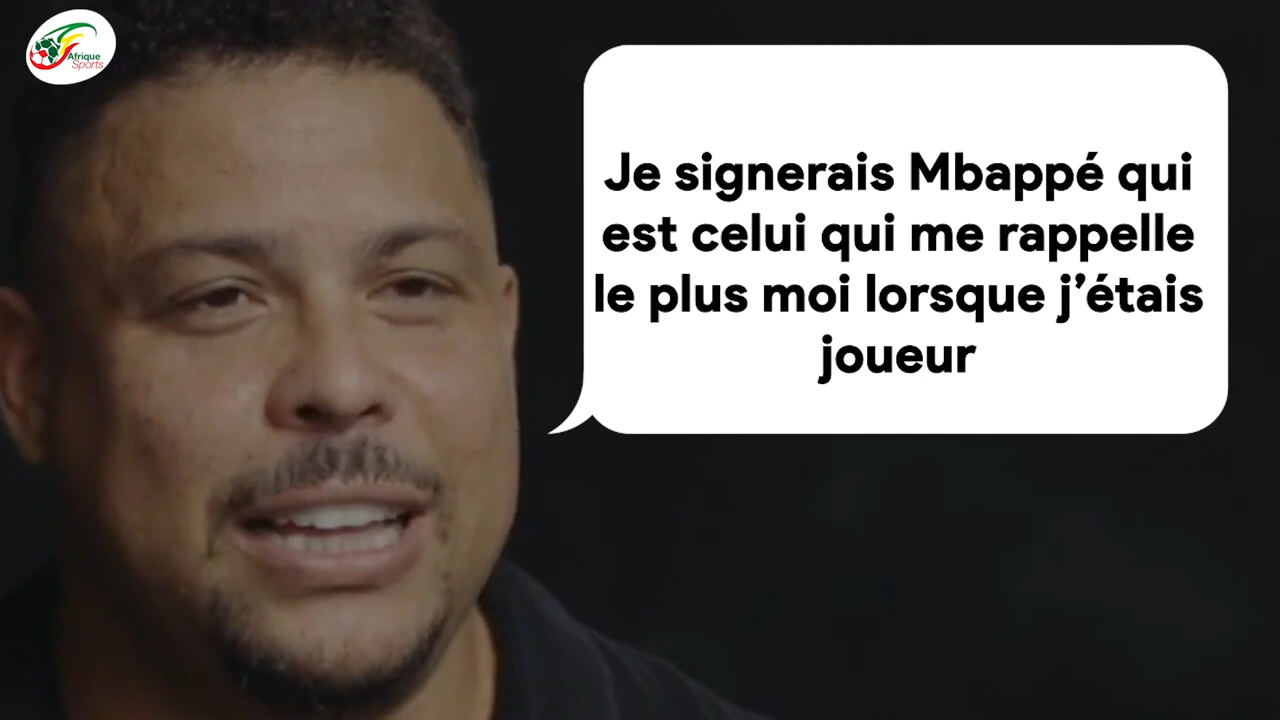 Afrique
Sports
Je signerais Mbappé qui
est celui qui me rappelle
le plus moi lorsque j’étais
joueur